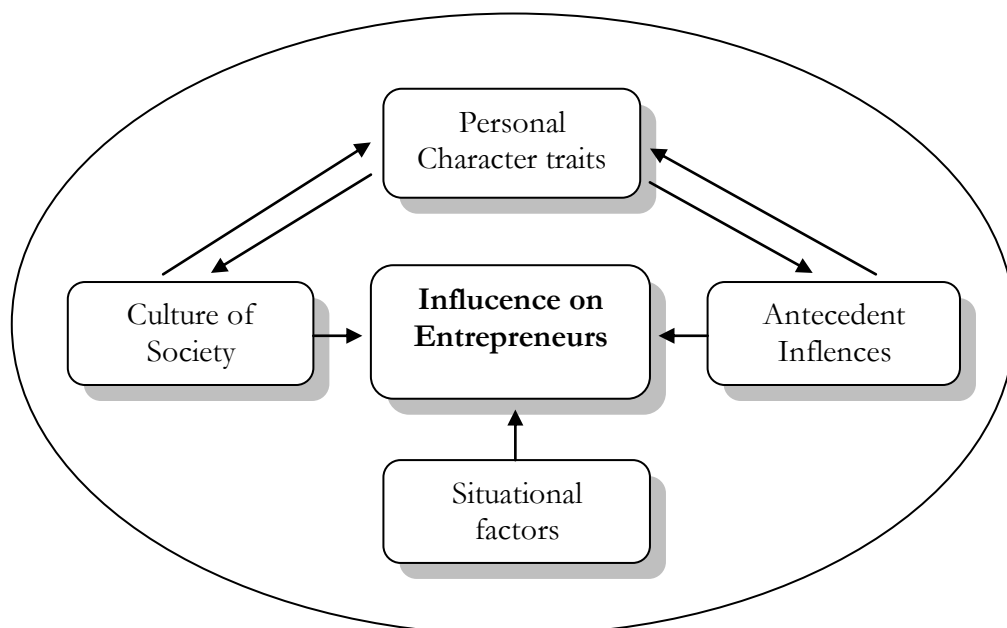 Personal
Character traits
Culture of
Society
Influcence on
Entrepreneurs
Antecedent
Inflences
Situational
factors